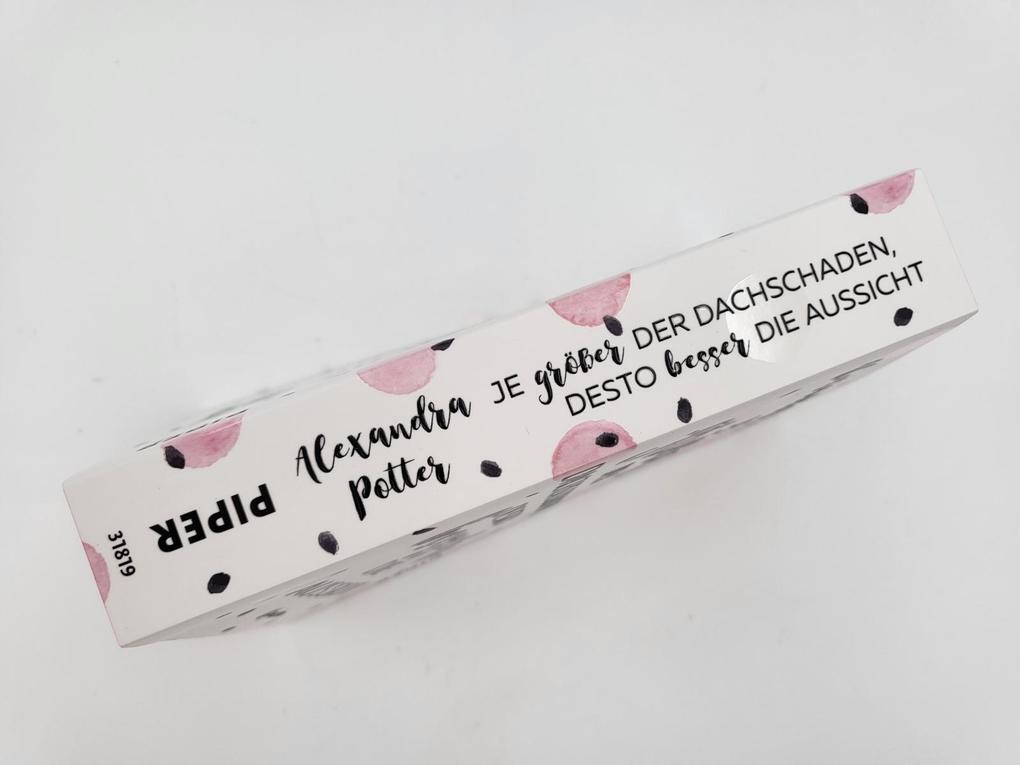 31819
PIPER
Alexandra
Potter
JE größer DER DACHSCHADEN,
DESTO besser DIE AUSSICHT